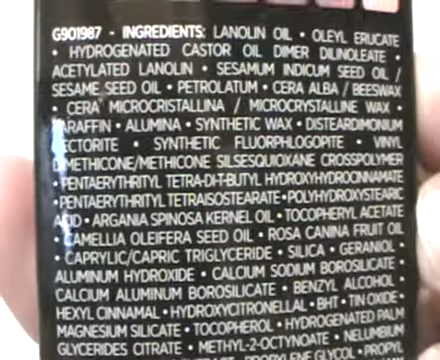 G901987 • INGREDIENTS: LANOLIN OIL • OLEYL ERUCATE
• HYDROGENATED CASTOR OIL DIMER DILINOLEATE •
ACETYLATED LANOLIN • SESAMUM INDICUM SEED OIL /
SESAME SEED OIL • PETROLATUM • CERA ALBA / BEESWAX
• CERA MICROCRISTALLINA / MICROCRYSTALLINE WAX •
PARAFFIN • ALUMINA • SYNTHETIC WAX • DISTEARDIMONIUM
HECTORITE • SYNTHETIC FLUORPHLOGOPITE • VINYL
DIMETHICONE/METHICONE SILSESQUIOXANE CROSSPOLYMER
• PENTAERYTHRITYL TETRA-DI-T-BUTYL HYDROXYHYDROCINNAMATE
• PENTAERYTHRITYL TETRAISOSTEARATE • POLYHYDROXYSTEARIC
ACID • ARGANIA SPINOSA KERNEL OIL • TOCOPHERYL ACETATE
• CAMELLIA OLEIFERA SEED OIL • ROSA CANINA FRUIT OIL
• CAPRYLIC/CAPRIC TRIGLYCERIDE • SILICA • GERANIOL •
ALUMINUM HYDROXIDE • CALCIUM SODIUM BOROSILICATE •
CALCIUM ALUMINUM BOROSILICATE • BENZYL ALCOHOL •
HEXYL CINNAMAL • HYDROXYCITRONELLAL • BHT • TIN OXIDE •
MAGNESIUM SILICATE • TOCOPHEROL • HYDROGENATED PALM
GLYCERIDES CITRATE • METHYL-2-OCTYNOATE • NELUMBIUM
PROPYLENE GLYCOL • PROPYL